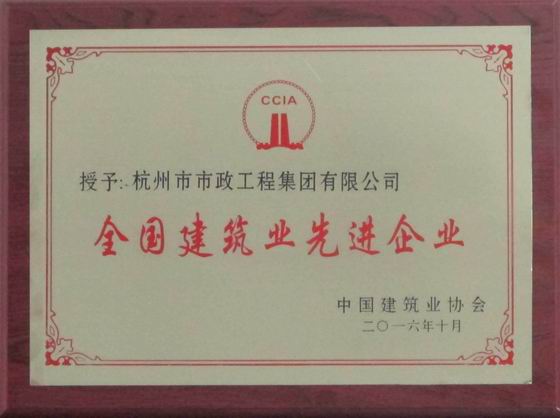 CCIA
授予:杭州市市政工程集团有限公司
全国建筑业先进企业
中国建筑业协会
二〇一六年十月